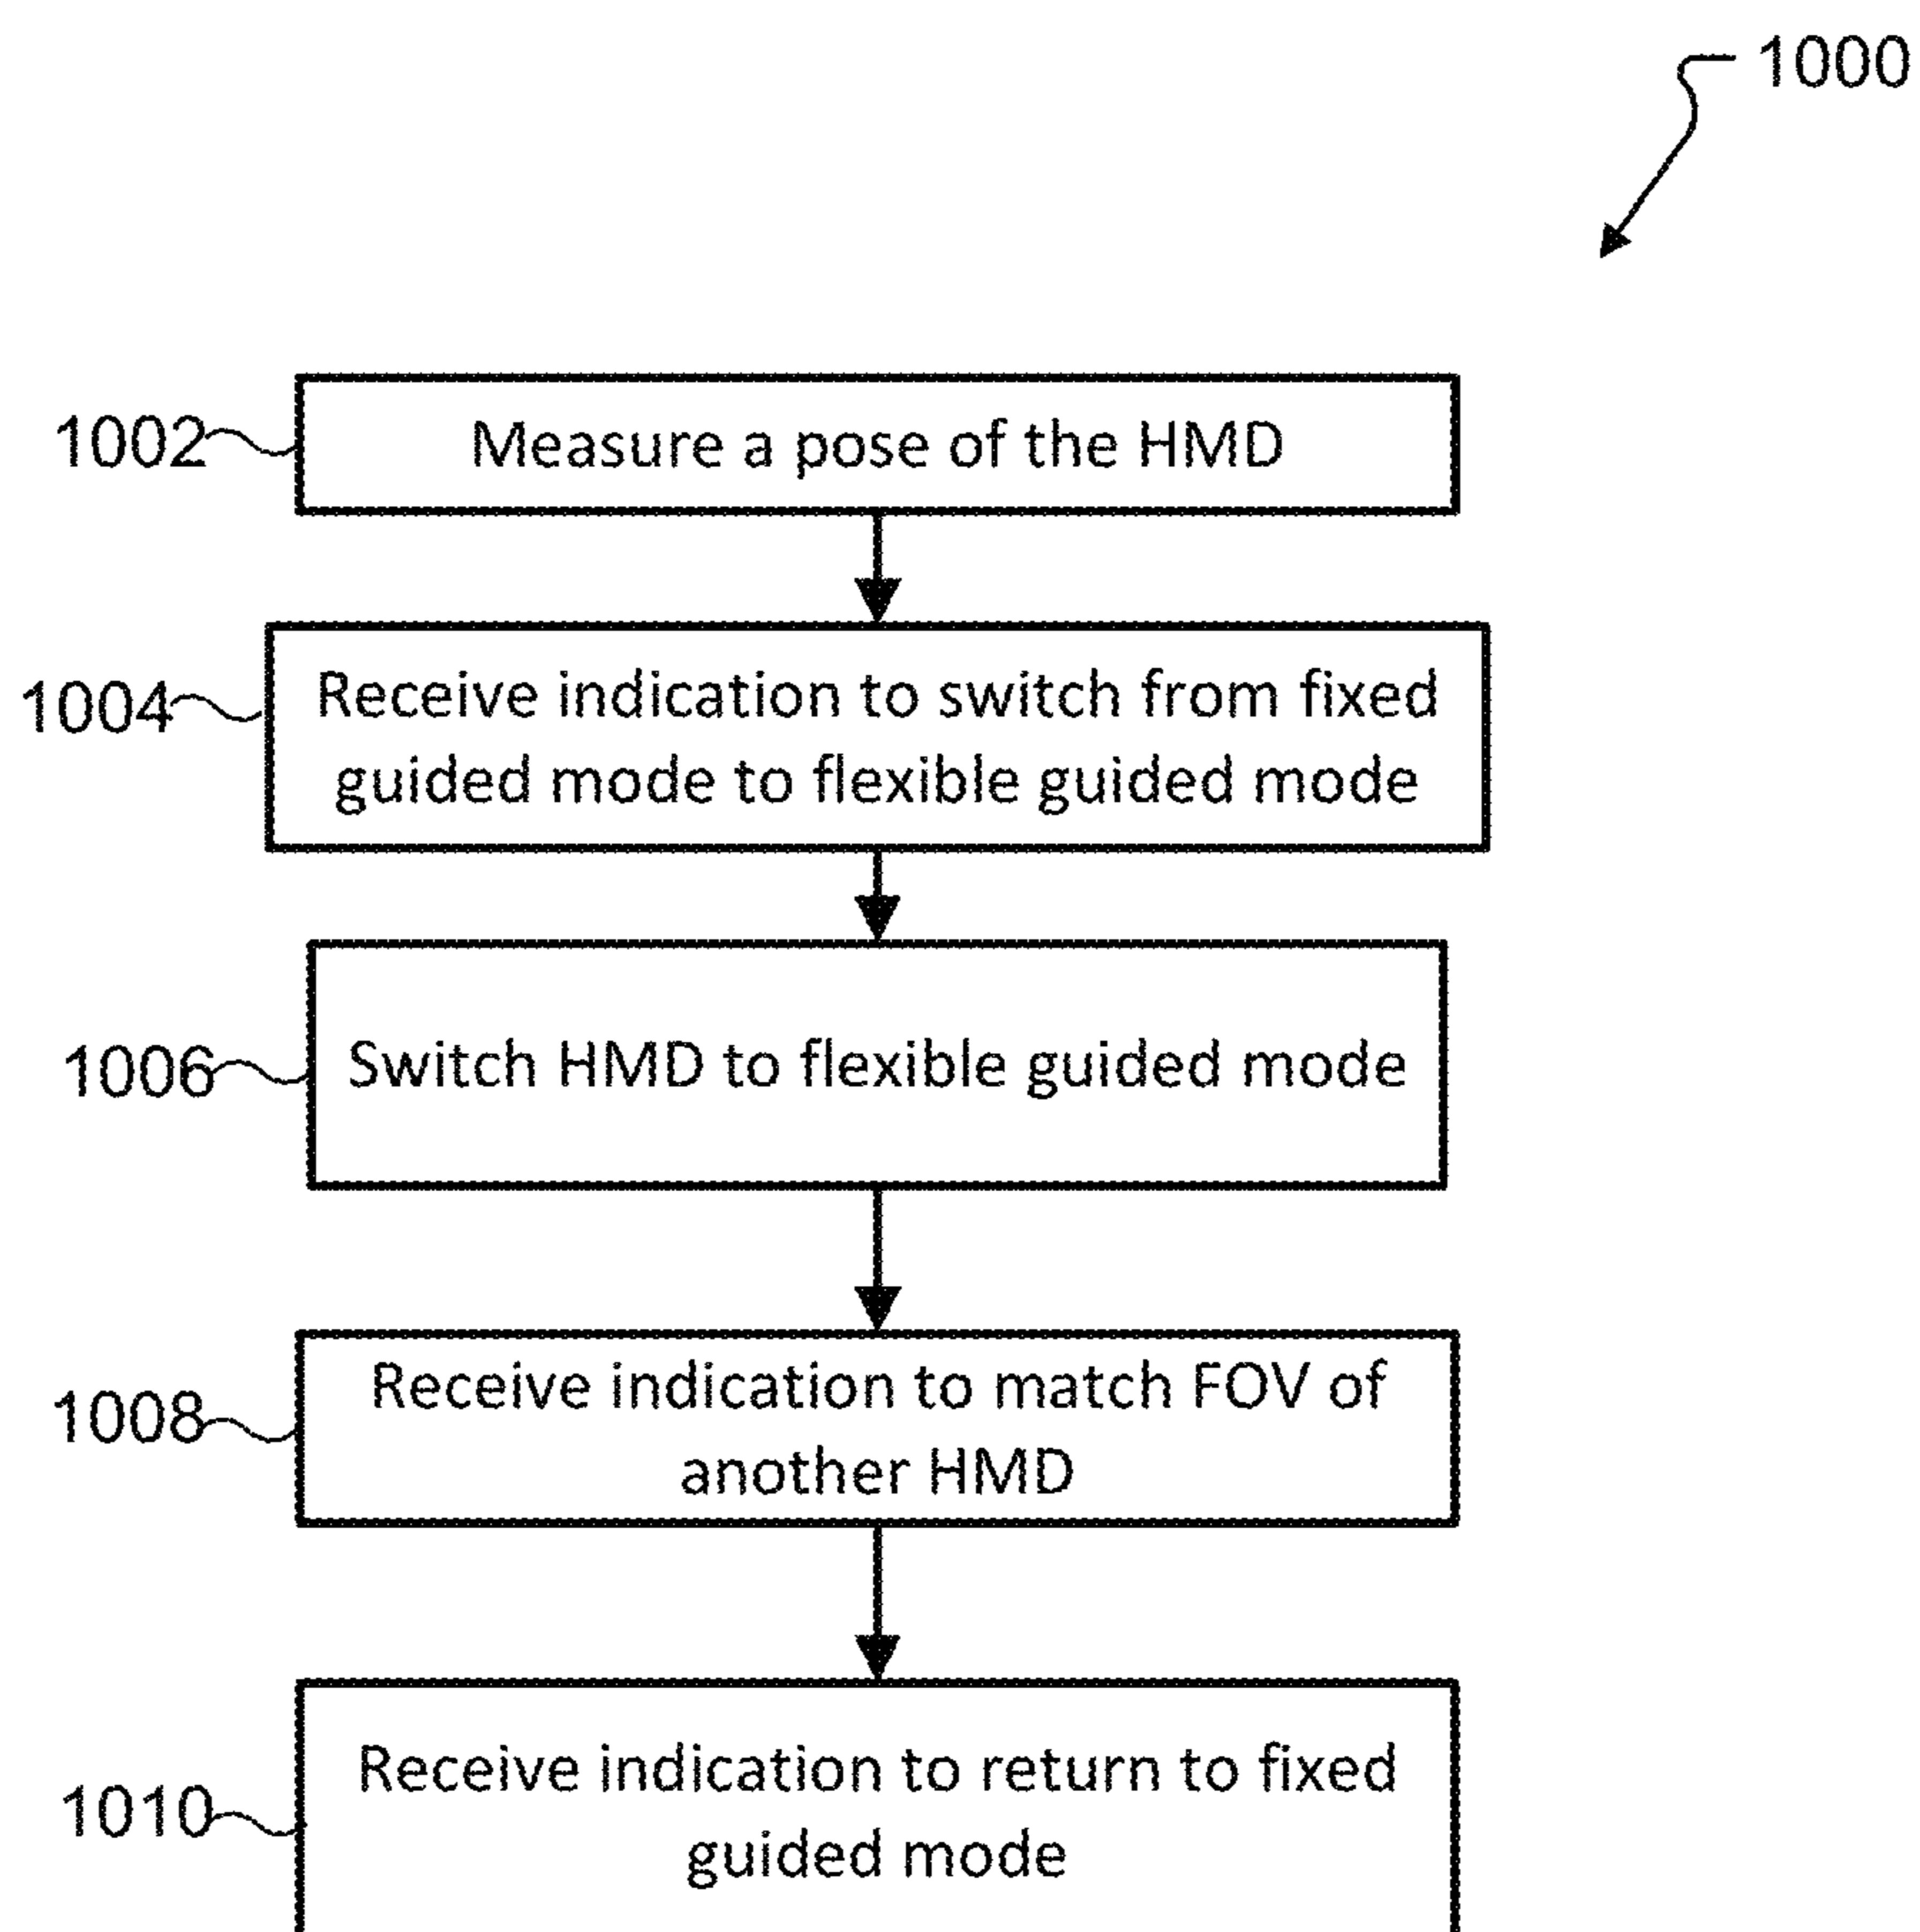 1000
1002
Measure a pose of the HMD
1004
Receive indication to switch from fixed
guided mode to flexible guided mode
1006
Switch HMD to flexible guided mode
1008
Receive indication to match FOV of
another HMD
1010
Receive indication to return to fixed
guided mode